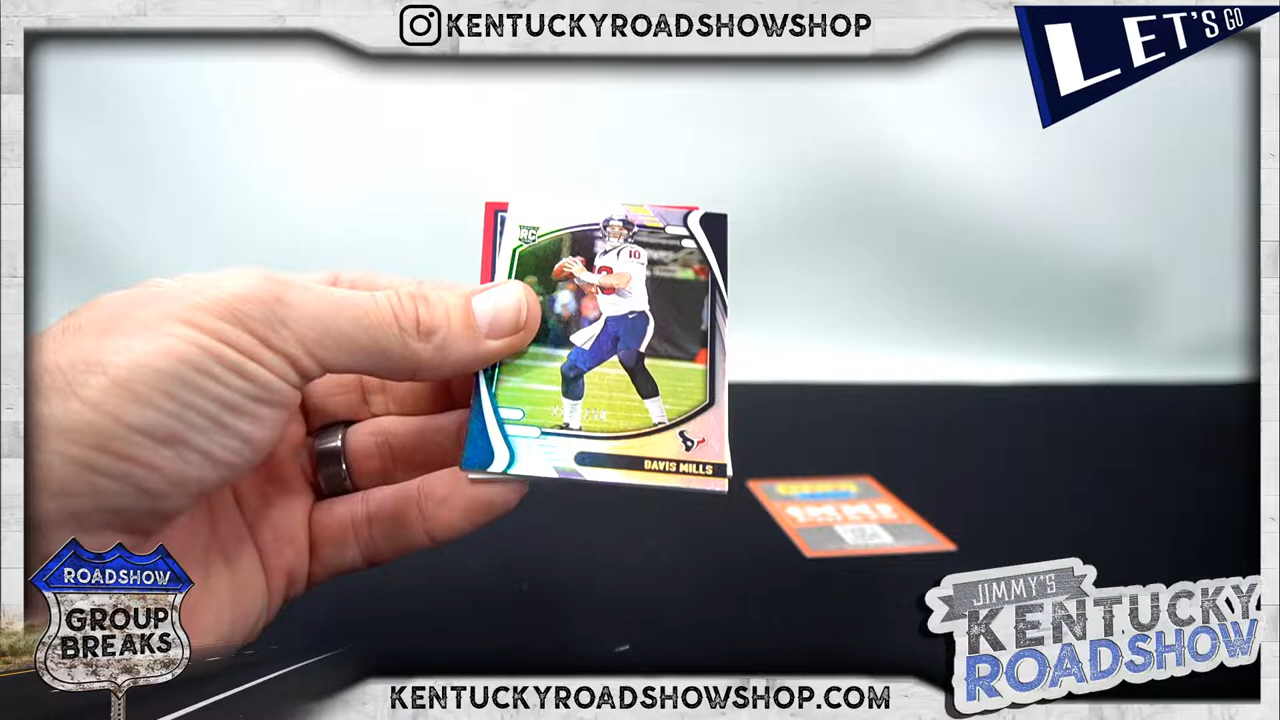 KENTUCKYROADSHOWSHOP
LET'S GO
RC
10
DAVIS MILLS
ROADSHOW
GROUP
BREAKS
JIMMY'S
KENTUCKY
ROADSHOW
KENTUCKYROADSHOWSHOP.COM